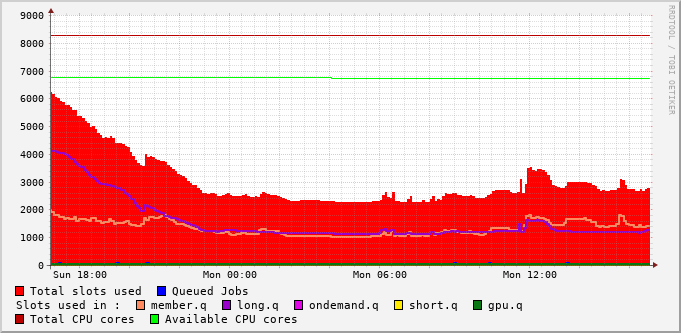 RRDTOOL / TOBI OETIKER
9000
8000
7000
6000
5000
4000
3000
2000
1000
0
Sun 18:00 Mon 00:00 Mon 06:00 Mon 12:00
Total slots used Queued Jobs
Slots used in : member.q long.q ondemand.q short.q gpu.q
Total CPU cores Available CPU cores